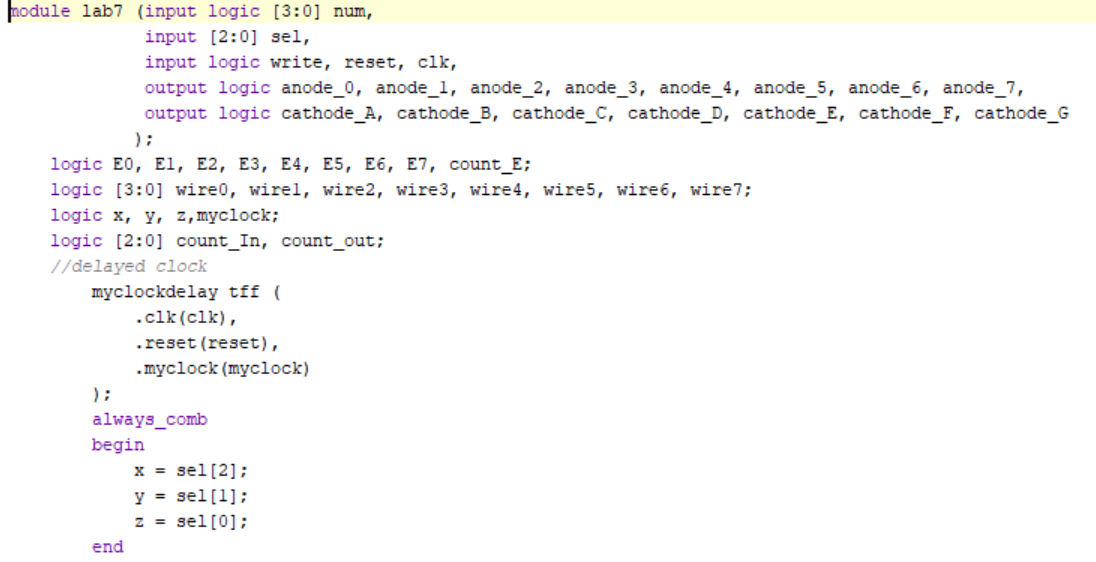 module lab7 (input logic [3:0] num,
input [2:0] sel,
input logic write, reset, clk,
output logic anode_0, anode_1, anode_2, anode_3, anode_4, anode_5, anode_6, anode_7,
output logic cathode_A, cathode_B, cathode_C, cathode_D, cathode_E, cathode_F, cathode_G
);
logic E0, E1, E2, E3, E4, E5, E6, E7, count_E;
logic [3:0] wire0, wire1, wire2, wire3, wire4, wire5, wire6, wire7;
logic x, y, z,myclock;
logic [2:0] count_In, count_out;
//delayed clock
myclockdelay tff (
.clk(clk),
.reset(reset),
.myclock(myclock)
);
always_comb
begin
x = sel[2];
y = sel[1];
z = sel[0];
end